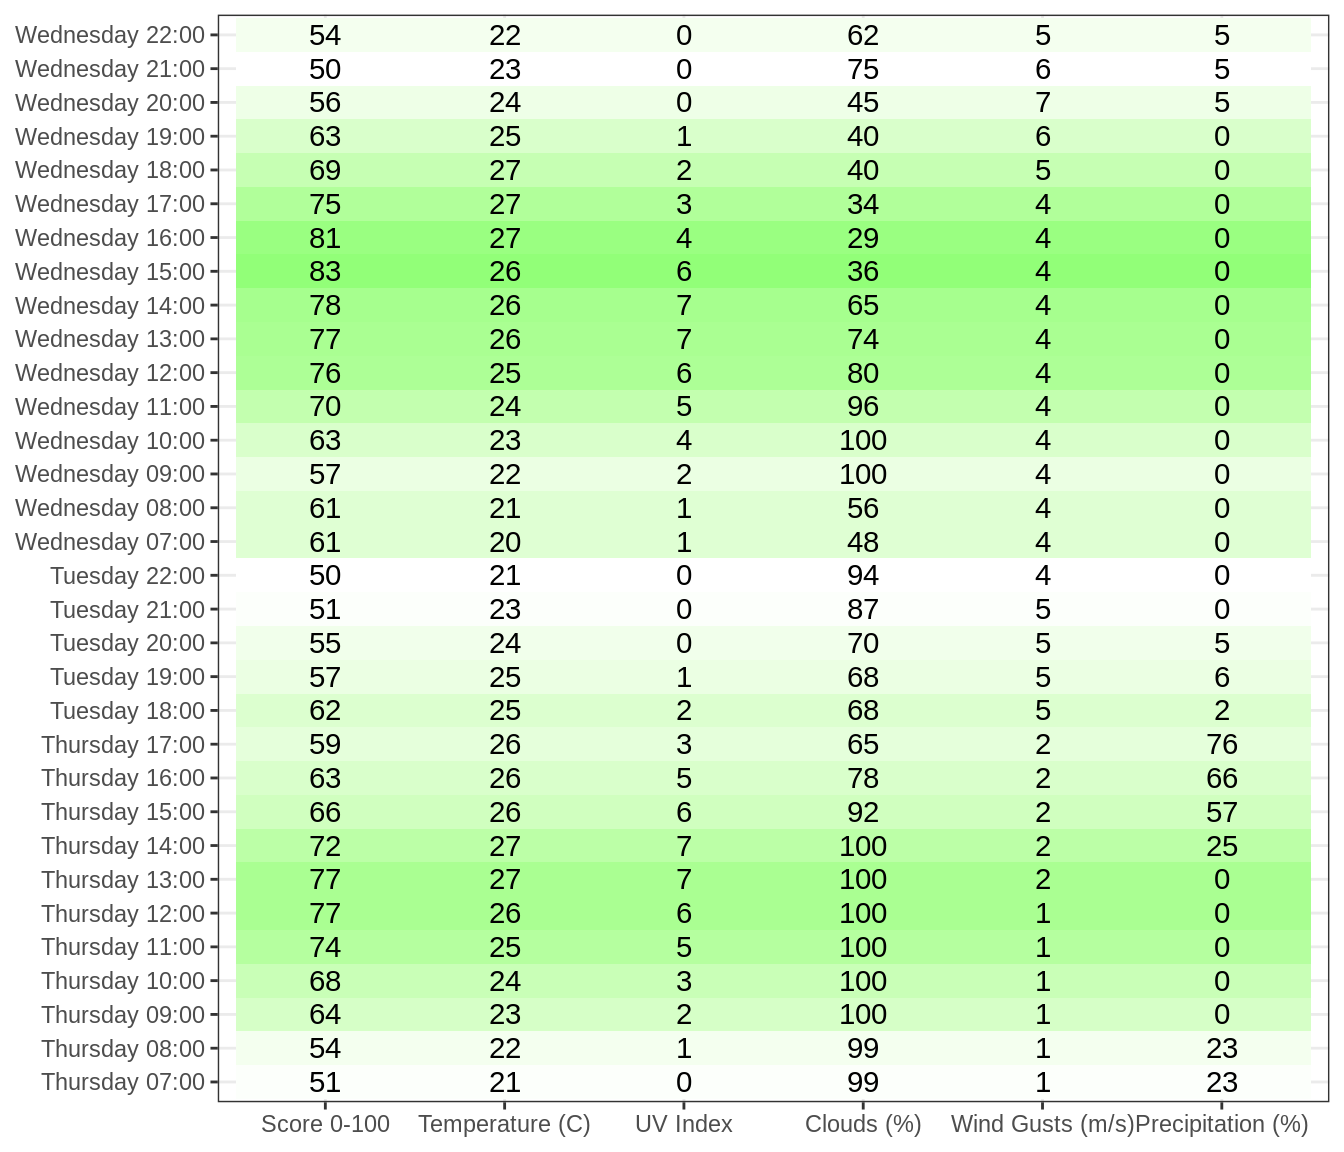 Wednesday 22:00 54 22 0 62 5 5
Wednesday 21:00 50 23 0 75 6 5
Wednesday 20:00 56 24 0 45 7 5
Wednesday 19:00 63 25 1 40 6 0
Wednesday 18:00 69 27 2 40 5 0
Wednesday 17:00 75 27 3 34 4 0
Wednesday 16:00 81 27 4 29 4 0
Wednesday 15:00 83 26 6 36 4 0
Wednesday 14:00 78 26 7 65 4 0
Wednesday 13:00 77 26 7 74 4 0
Wednesday 12:00 76 25 6 80 4 0
Wednesday 11:00 70 24 5 96 4 0
Wednesday 10:00 63 23 4 100 4 0
Wednesday 09:00 57 22 2 100 4 0
Wednesday 08:00 61 21 1 56 4 0
Wednesday 07:00 61 20 1 48 4 0
Tuesday 22:00 50 21 0 94 4 0
Tuesday 21:00 51 23 0 87 5 0
Tuesday 20:00 55 24 0 70 5 5
Tuesday 19:00 57 25 1 68 5 6
Tuesday 18:00 62 25 2 68 5 2
Thursday 17:00 59 26 3 65 2 76
Thursday 16:00 63 26 5 78 2 66
Thursday 15:00 66 26 6 92 2 57
Thursday 14:00 72 27 7 100 2 25
Thursday 13:00 77 27 7 100 2 0
Thursday 12:00 77 26 6 100 1 0
Thursday 11:00 74 25 5 100 1 0
Thursday 10:00 68 24 3 100 1 0
Thursday 09:00 64 23 2 100 1 0
Thursday 08:00 54 22 1 99 1 23
Thursday 07:00 51 21 0 99 1 23
Score 0-100 Temperature (C) UV Index Clouds (%) Wind Gusts (m/s) Precipitation (%)